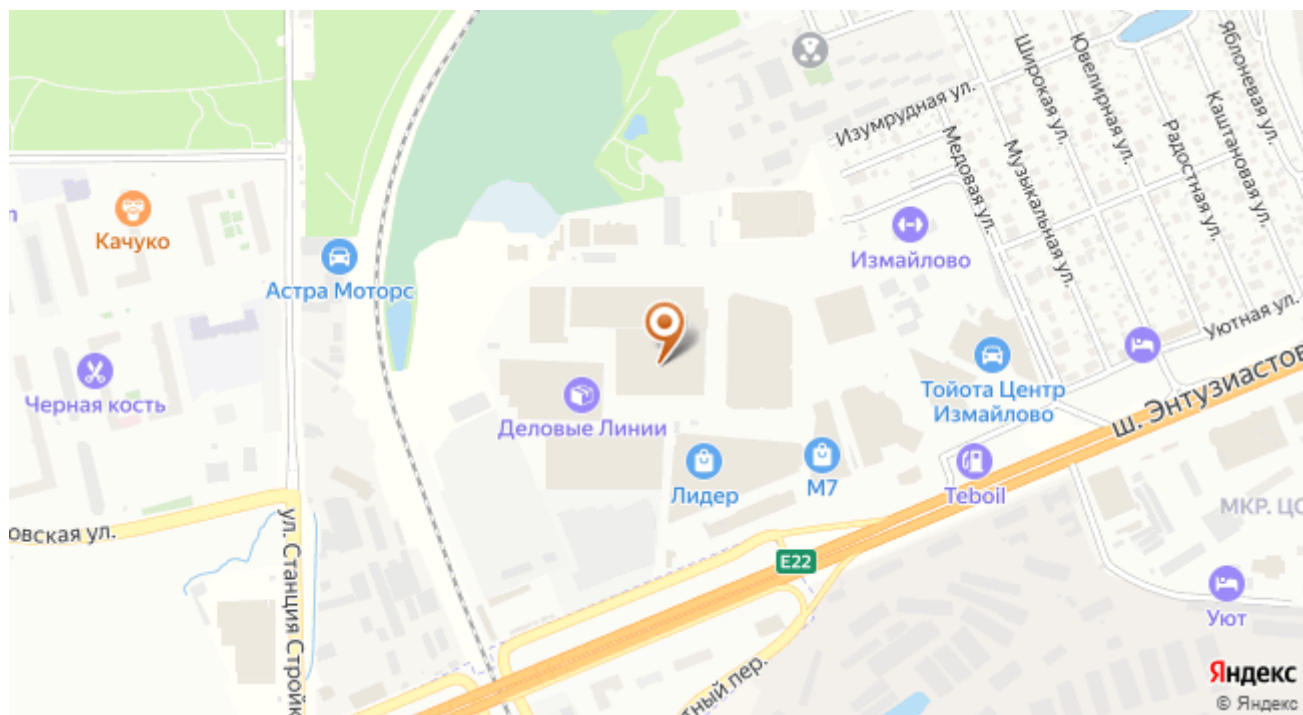 Яблоневая ул.
Ювелирная ул.
Широкая ул.
Каштановая ул.
Изумрудная ул.
Радостная ул.
Медовая ул.
Музыкальная ул.
п
Качуко
Измайлово
Астра Моторс
Уютная ул.
Черная кость
Тойота Центр
Измайлово
ш. Энтузиастов
Деловые Линии
Лидер
М7
Teboil
МКР. ЦО
овская ул.
ул. Станция Стройк
E22
Уют
тный пер.
Яндекс
© Яндекс